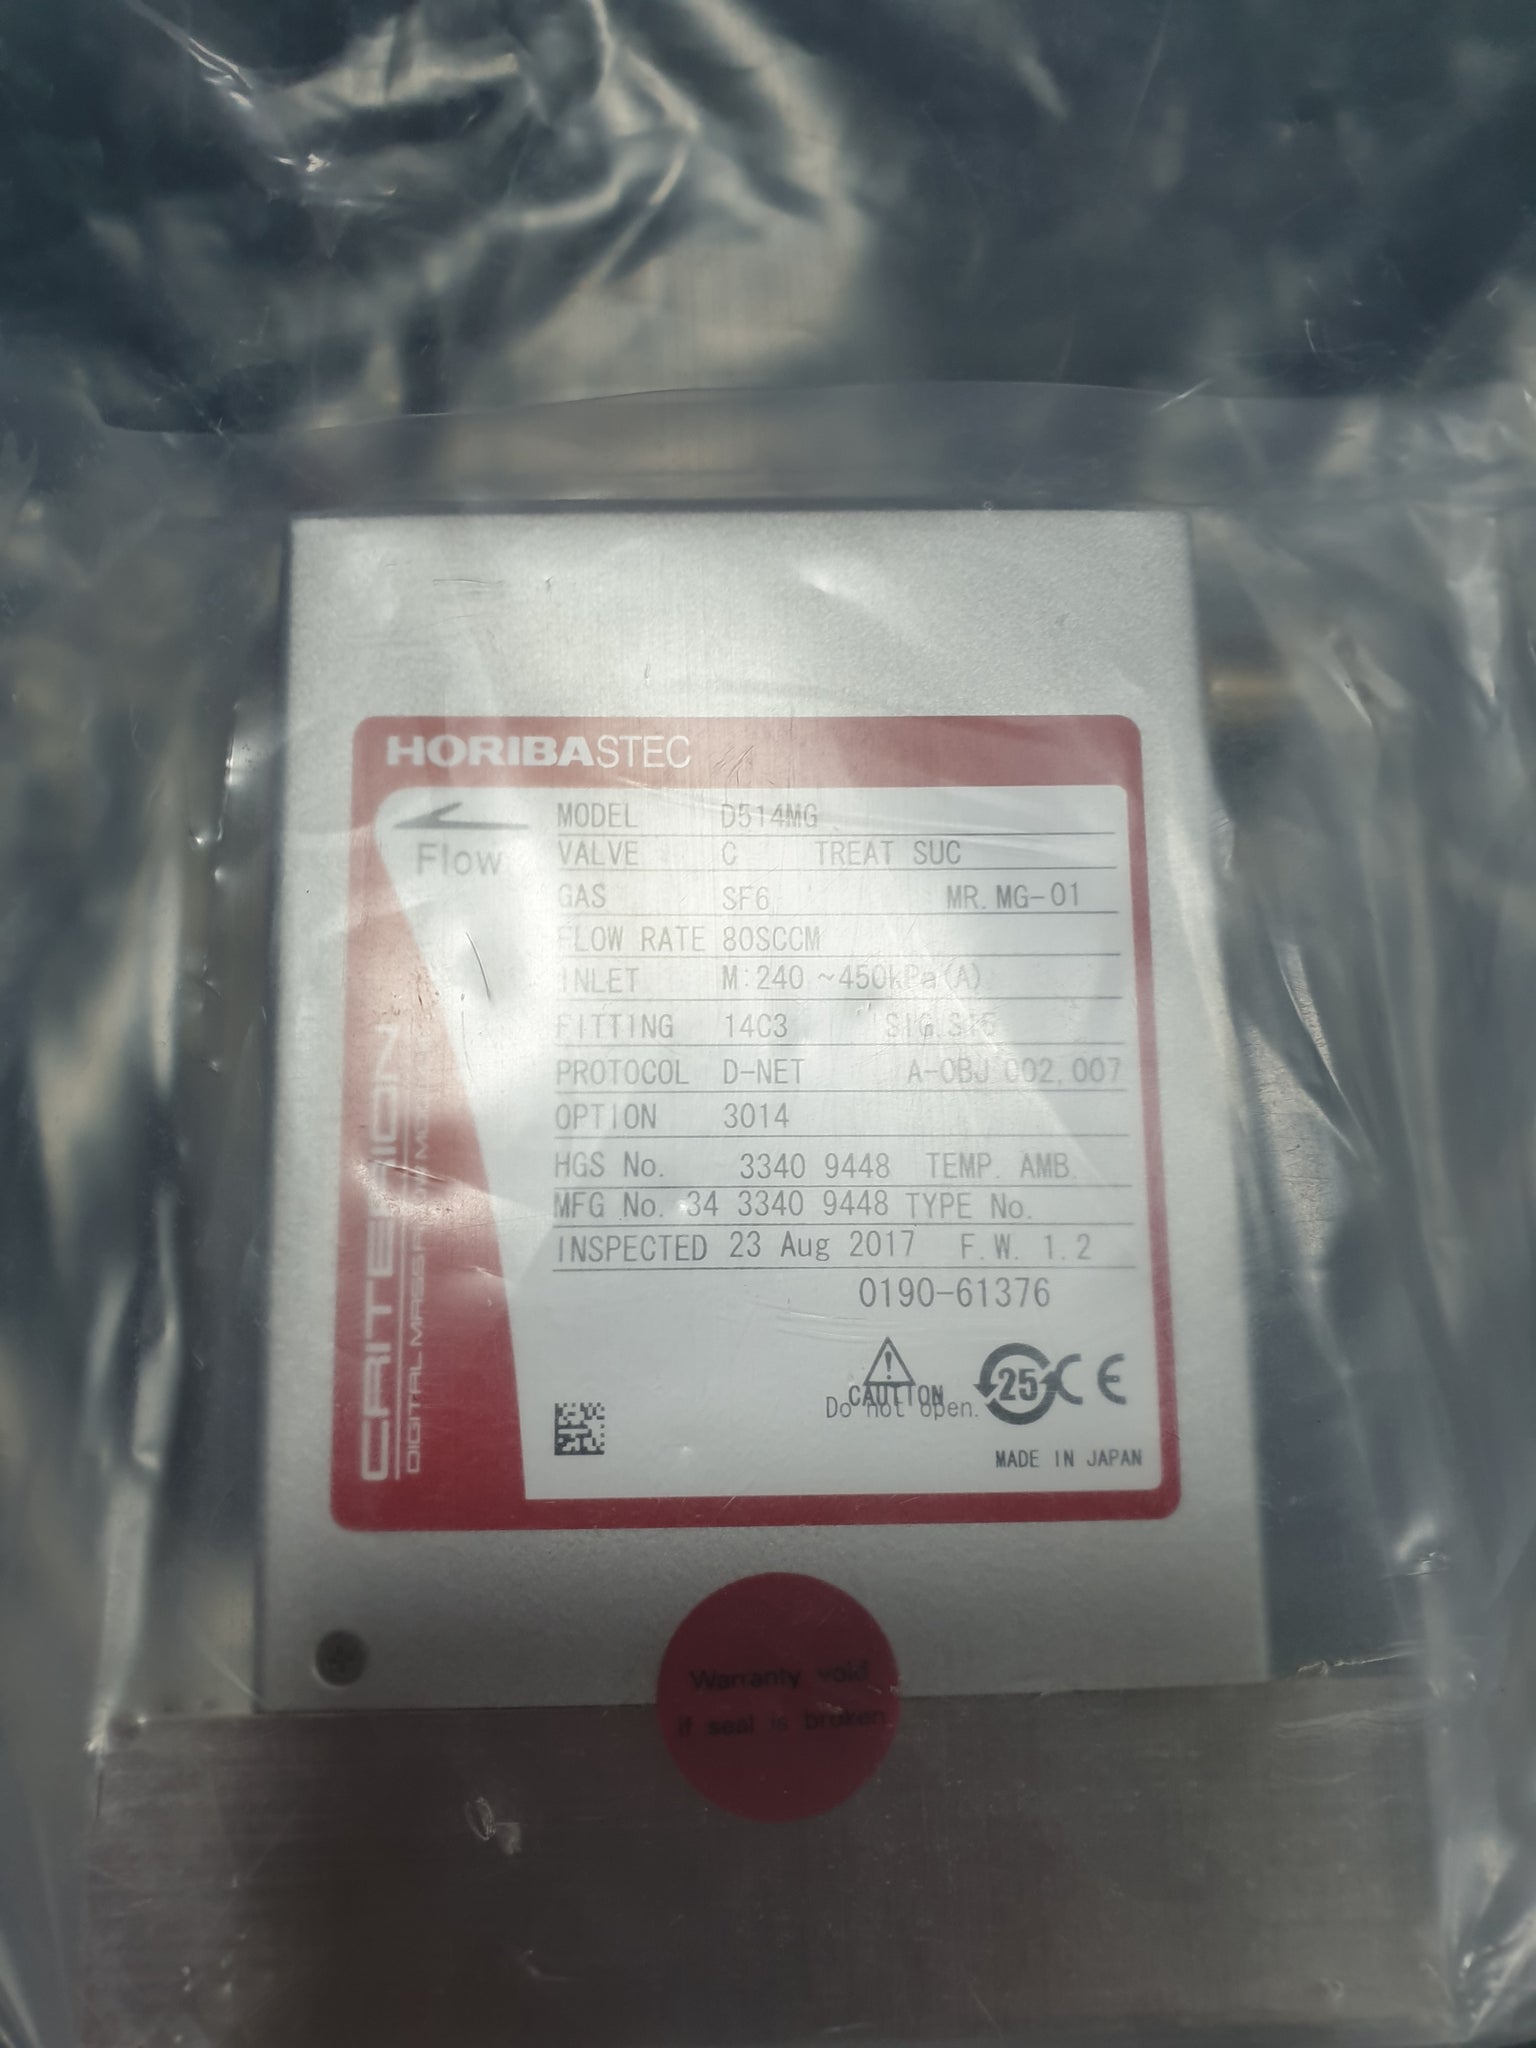 HORIBASTEC
Flow
MODEL D514MG
VALVE C TREAT SUC
GAS SF6 MR.MG-01
FLOW RATE 80SCCM
INLET M:240 ~450kPa(A)
FITTING 14C3
PROTOCOL D-NET A-OBJ 002,007
OPTION 3014
HGS No. 3340 9448 TEMP. AMB.
MFG No. 34 3340 9448 TYPE No.
INSPECTED 23 Aug 2017 F.W. 1.2
0190-61376
CAUTION
Do not open.
25
CE
MADE IN JAPAN
CRITERION
DIGITAL MASS
Warranty void
if seal is broken